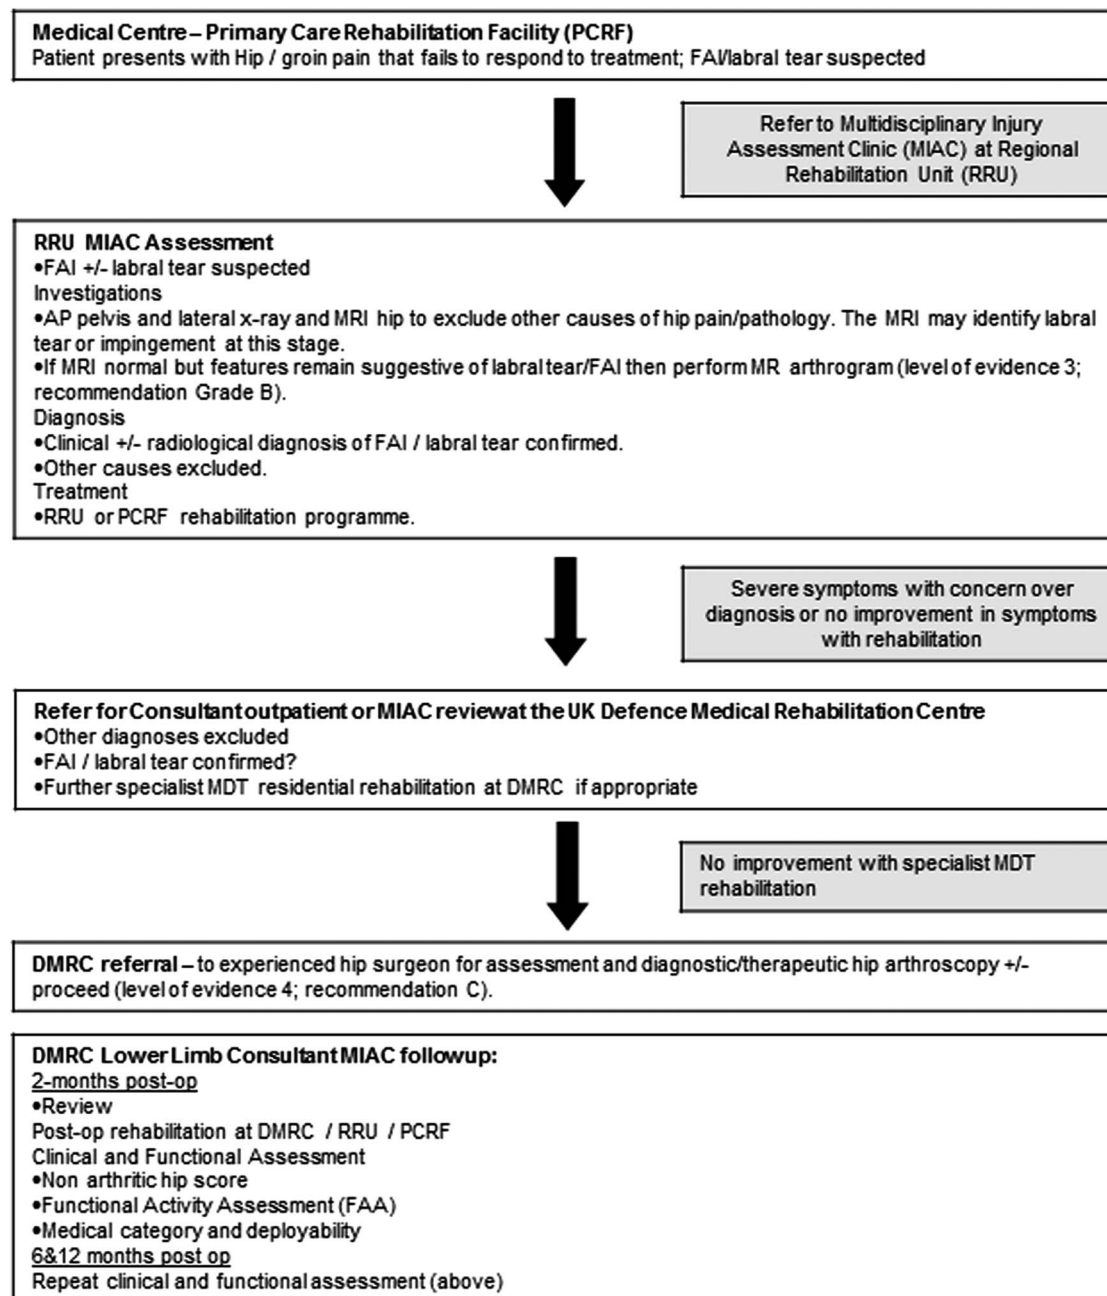 Medical Centre – Primary Care Rehabilitation Facility (PCRF)
Patient presents with Hip / groin pain that fails to respond to treatment; FAI/labral tear suspected
Refer to Multidisciplinary Injury
Assessment Clinic (MIAC) at Regional
Rehabilitation Unit (RRU)
RRU MIAC Assessment
•FAI +/- labral tear suspected
Investigations
•AP pelvis and lateral x-ray and MRI hip to exclude other causes of hip pain/pathology. The MRI may identify labral
tear or impingement at this stage.
•If MRI normal but features remain suggestive of labral tear/FAI then perform MR arthrogram (level of evidence 3;
recommendation Grade B).
Diagnosis
•Clinical +/- radiological diagnosis of FAI / labral tear confirmed.
•Other causes excluded.
Treatment
•RRU or PCRF rehabilitation programme.
Severe symptoms with concern over
diagnosis or no improvement in symptoms
with rehabilitation
Refer for Consultant outpatient or MIAC reviewat the UK Defence Medical Rehabilitation Centre
•Other diagnoses excluded
•FAI / labral tear confirmed?
•Further specialist MDT residential rehabilitation at DMRC if appropriate
No improvement with specialist MDT
rehabilitation
DMRC referral – to experienced hip surgeon for assessment and diagnostic/therapeutic hip arthroscopy +/-
proceed (level of evidence 4; recommendation C).
DMRC Lower Limb Consultant MIAC followup:
2-months post-op
•Review
Post-op rehabilitation at DMRC / RRU / PCRF
Clinical and Functional Assessment
•Non arthritic hip score
•Functional Activity Assessment (FAA)
•Medical category and deployability
6&12 months post op
Repeat clinical and functional assessment (above)